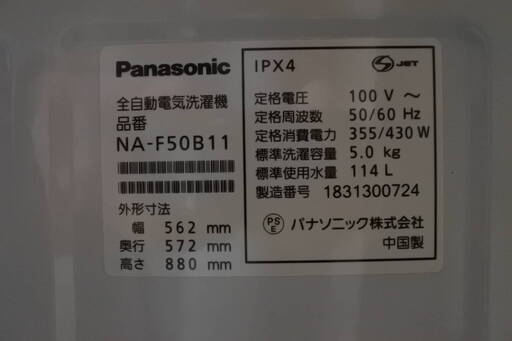 Panasonic
全自動電気洗濯機
品番
NA-F50B11
外形寸法
幅 562 mm
奥行 572 mm
高さ 880 mm
IPX4
S JET
定格電圧 100 V ～
定格周波数 50/60 Hz
定格消費電力 355/430 W
標準洗濯容量 5.0 kg
標準使用水量 114 L
製造番号 1831300724
PS E パナソニック株式会社
中国製